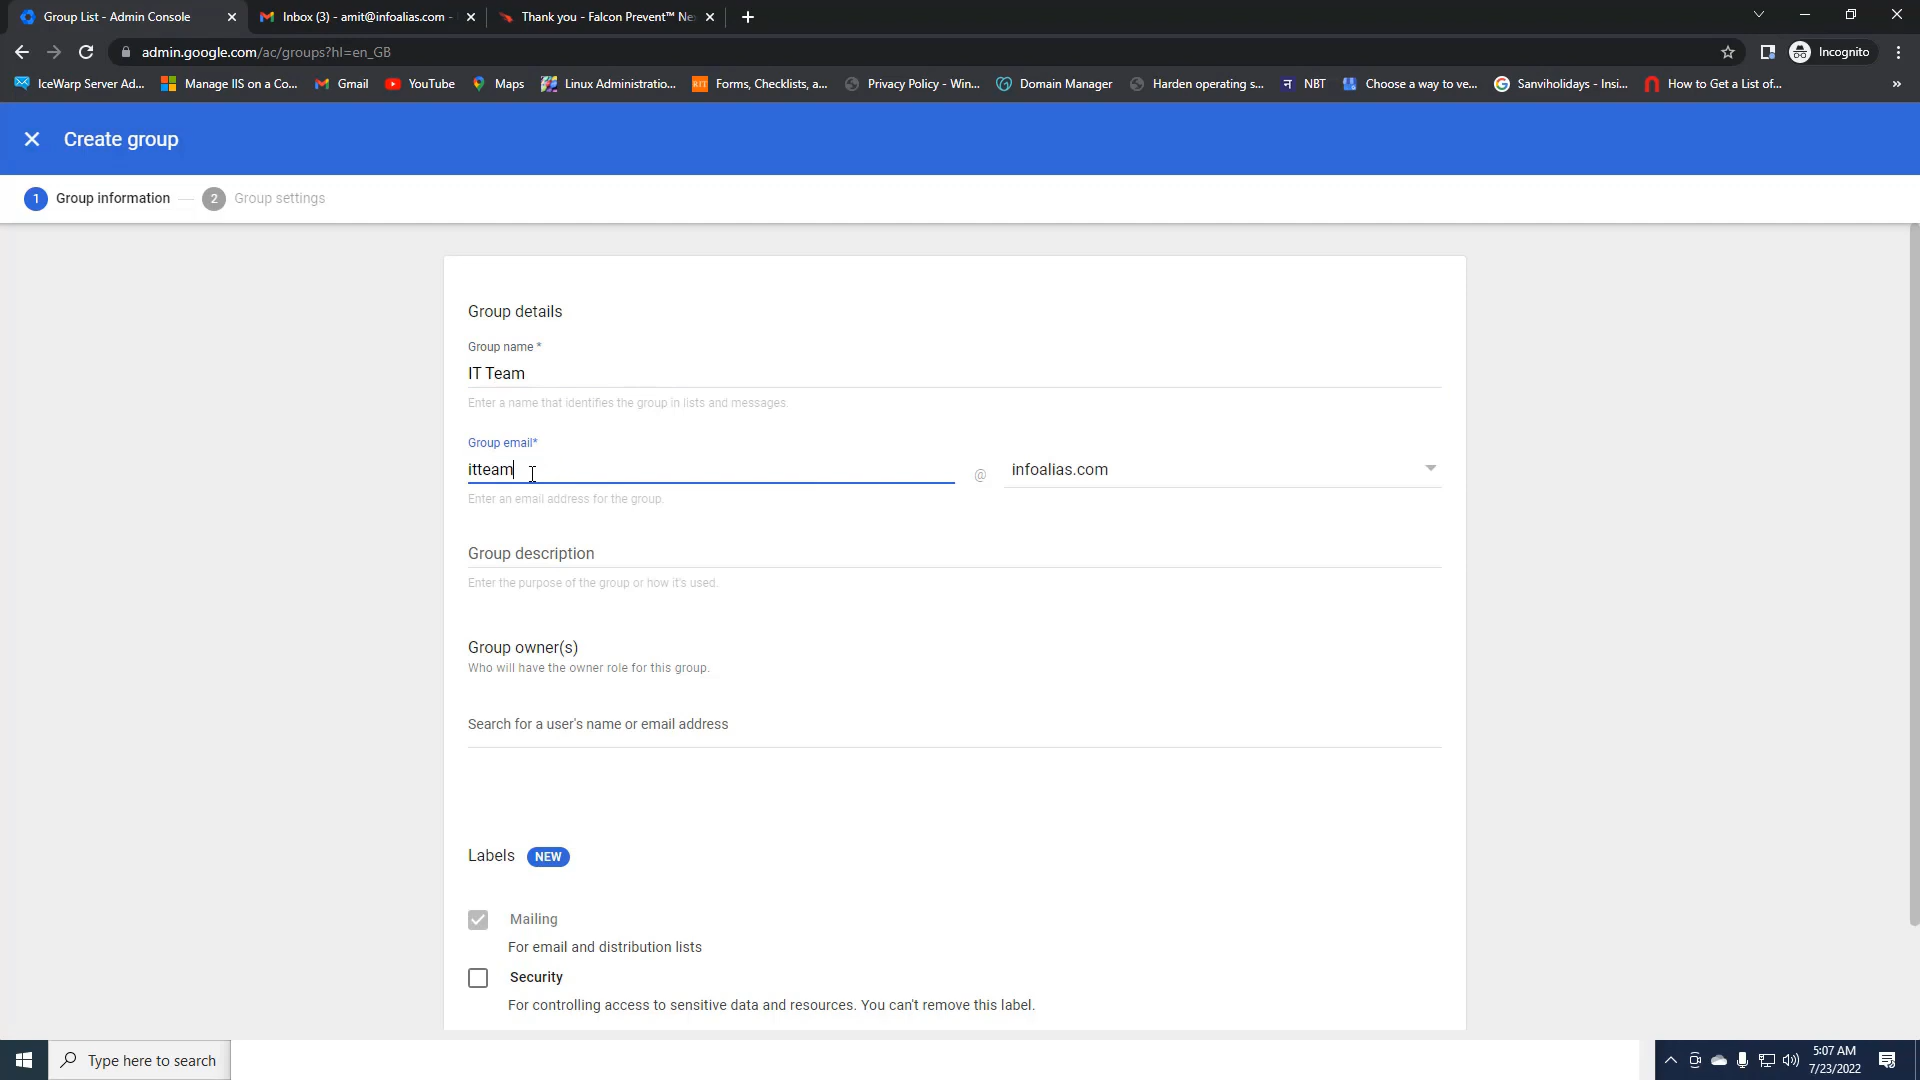 Group List - Admin Console
Inbox (3) - amit@infoalias.com -
Thank you - Falcon Prevent™ Ne
admin.google.com/ac/groups?hl=en_GB
Incognito
IceWarp Server Ad...
Manage IIS on a Co...
Gmail
YouTube
Maps
Linux Administratio...
RIT
Forms, Checklists, a...
Privacy Policy - Win...
Domain Manager
Harden operating s...
NBT
Choose a way to ve...
Sanviholidays - Insi...
How to Get a List of...
»
Create group
1 Group information
2 Group settings
Group details
Group name *
IT Team
Enter a name that identifies the group in lists and messages.
Group email*
itteam @ infoalias.com
Enter an email address for the group.
Group description
Enter the purpose of the group or how it's used.
Group owner(s)
Who will have the owner role for this group.
Search for a user's name or email address
Labels NEW
Mailing
For email and distribution lists
Security
For controlling access to sensitive data and resources. You can't remove this label.
Type here to search
5:07 AM
7/23/2022